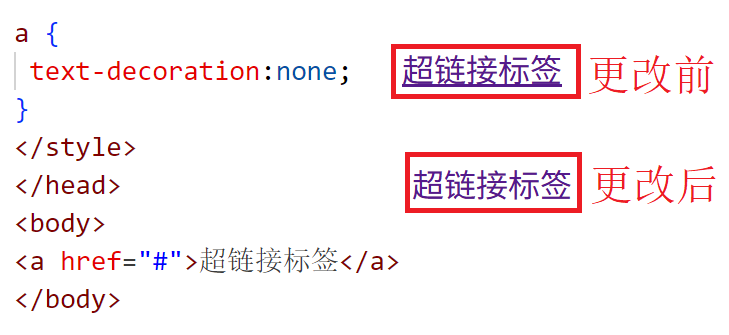 a {
text-decoration:none;
}
</style>
</head>
<body>
<a href="#">超链接标签</a>
</body>
超链接标签 更改前
超链接标签 更改后